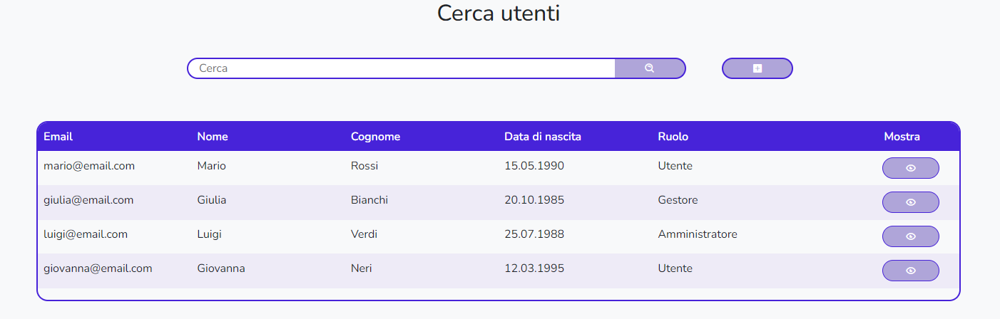 Cerca utenti
Cerca
Email Nome Cognome Data di nascita Ruolo Mostra
mario@email.com Mario Rossi 15.05.1990 Utente
giulia@email.com Giulia Bianchi 20.10.1985 Gestore
luigi@email.com Luigi Verdi 25.07.1988 Amministratore
giovanna@email.com Giovanna Neri 12.03.1995 Utente